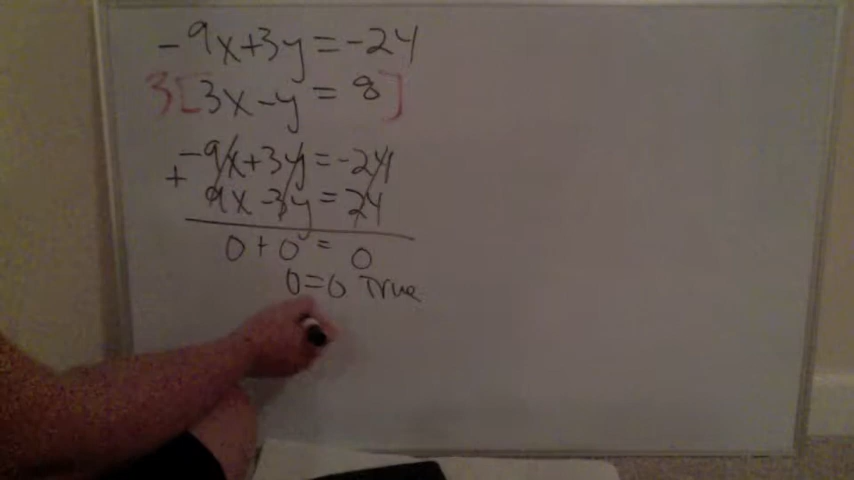 -9x+3y=-24
3[3x-y=8]
-9x+3y=-24
+ 9x-3y=24
0+0=0
0=0 True